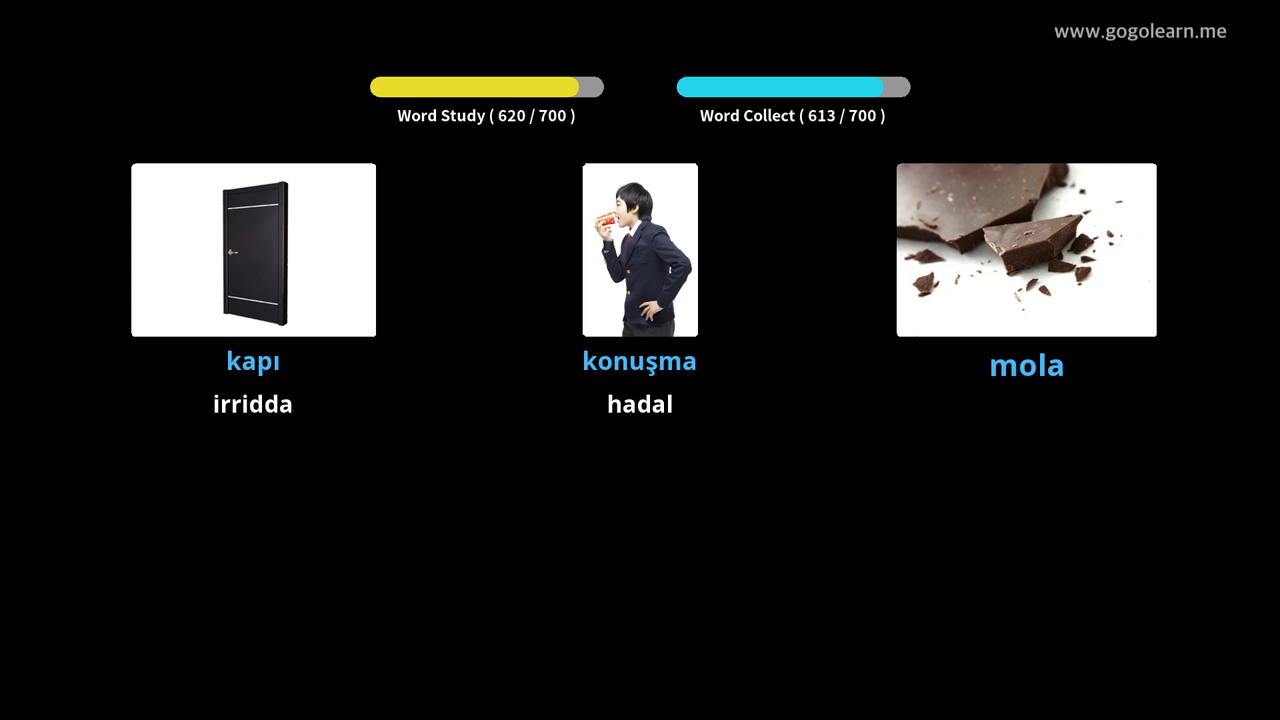 www.gogolearn.me
Word Study ( 620 / 700 )
Word Collect ( 613 / 700 )
kapı
konuşma
mola
irridda
hadal